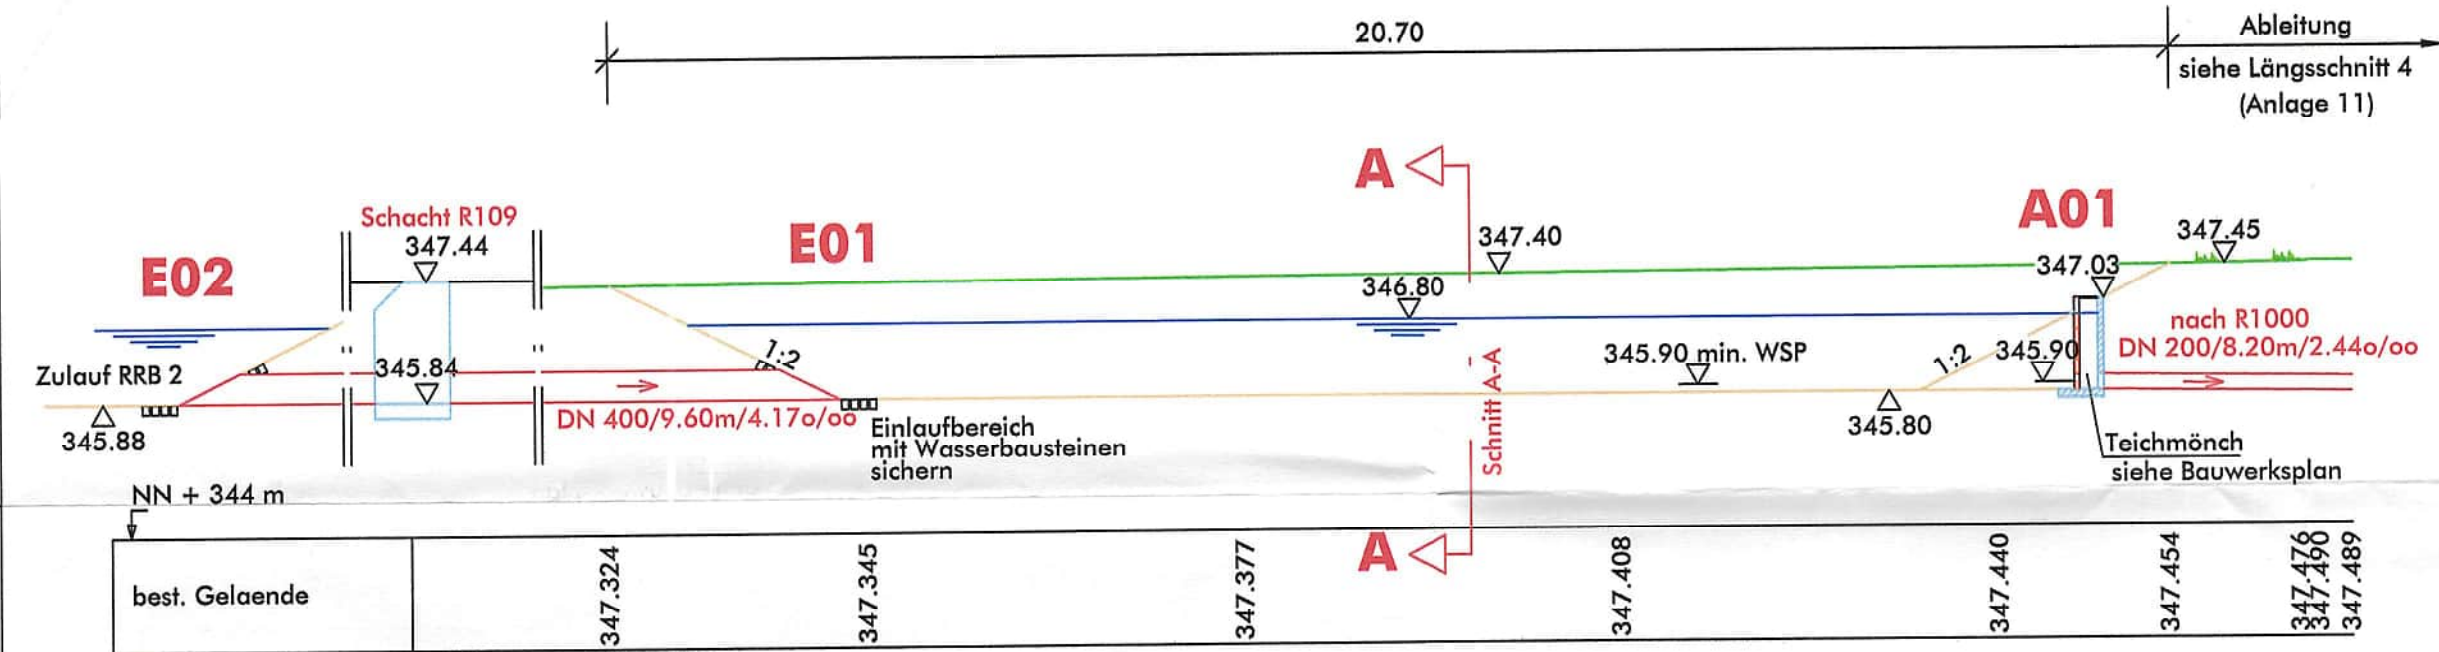 20.70
Ableitung
siehe Längsschnitt 4
(Anlage 11)
A
A01
Schacht R109
347.44
E01
347.40
347.45
E02
347.03
346.80
nach R1000
DN 200/8.20m/2.44o/oo
Zulauf RRB 2
345.84
1:2
345.90 min. WSP
1:2
345.90
345.88
DN 400/9.60m/4.17o/oo
Einlaufbereich
mit Wasserbausteinen
sichern
Schnitt A-A
345.80
Teichmönch
siehe Bauwerksplan
NN + 344 m
A
best. Gelaende
347.324
347.345
347.377
347.408
347.440
347.454
347.476
347.490
347.489